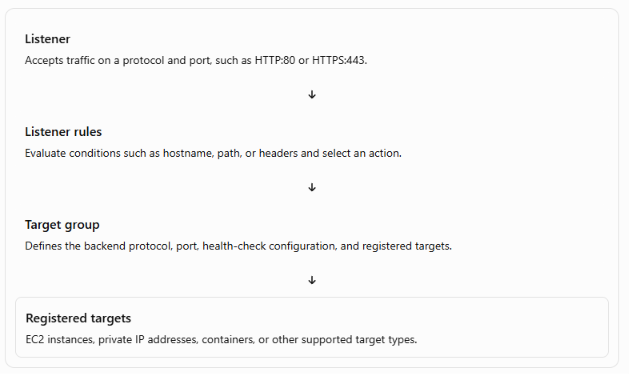 Listener
Accepts traffic on a protocol and port, such as HTTP:80 or HTTPS:443.
↓
Listener rules
Evaluate conditions such as hostname, path, or headers and select an action.
↓
Target group
Defines the backend protocol, port, health-check configuration, and registered targets.
↓
Registered targets
EC2 instances, private IP addresses, containers, or other supported target types.